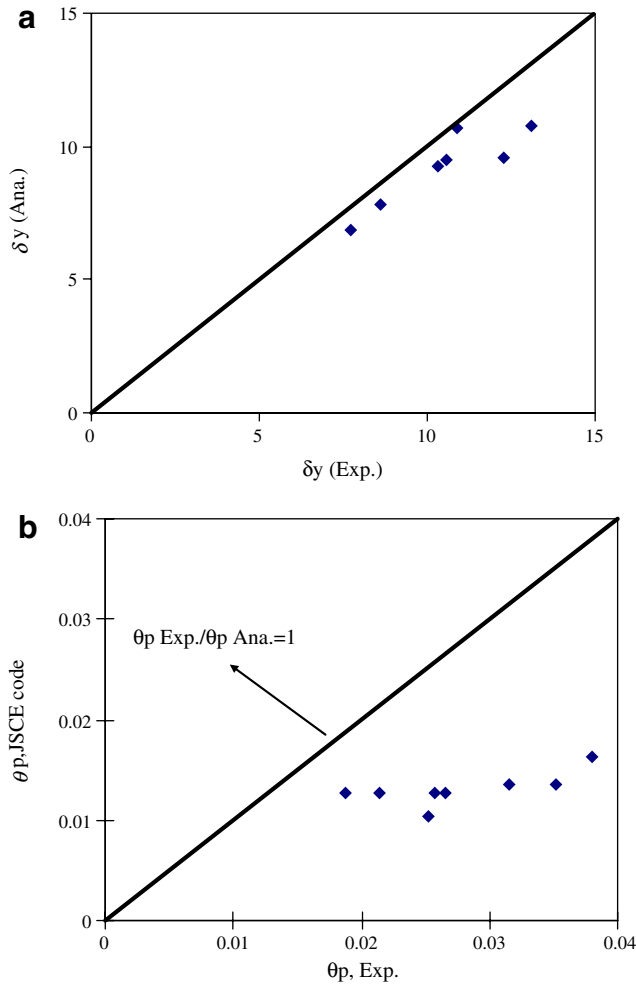 a
15
10
5
0
0 5 10 15
δy (Ana.)
δy (Exp.)
b
0.04
0.03
0.02
0.01
0
0 0.01 0.02 0.03 0.04
θp Exp./θp Ana.=1
θp,JSCE code
θp, Exp.